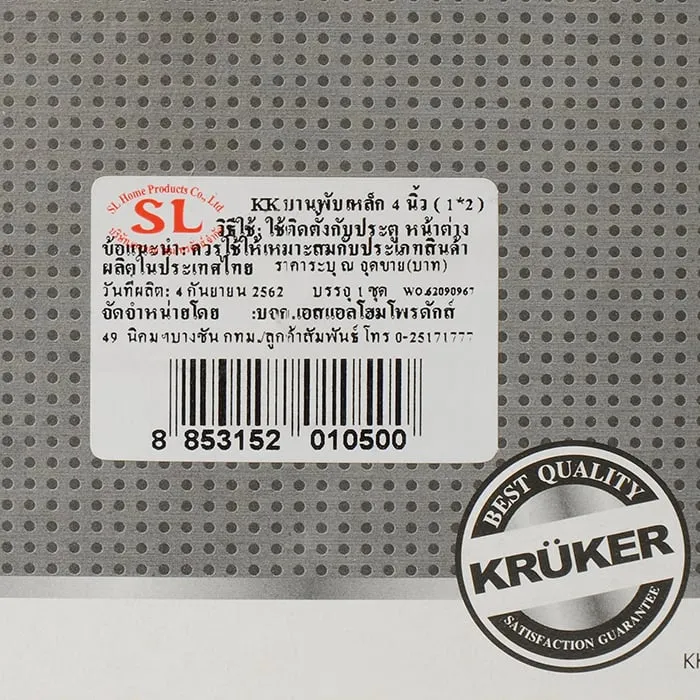 SL Home Products Co., Ltd
SL
KK บานพับเหล็ก 4 นิ้ว ( 1*2 )
วิธีใช้: ใช้ติดตั้งกับประตู หน้าต่าง
ข้อแนะนำ ควรใช้ให้เหมาะสมกับประเภทสินค้า
ผลิตในประเทศไทย ราคาระบุ ณ จุดขาย(บาท)
วันที่ผลิต: 4 กันยายน 2562 บรรจุ 1 ชุด WO.62090967
จัดจำหน่ายโดย :บจก.เอสแอลโฮมโพรดักส์
49 นิคมฯบางชัน กทม./ลูกค้าสัมพันธ์ โทร 0-25171777
8 853152 010500
BEST QUALITY
KRÜKER
SATISFACTION GUARANTEE